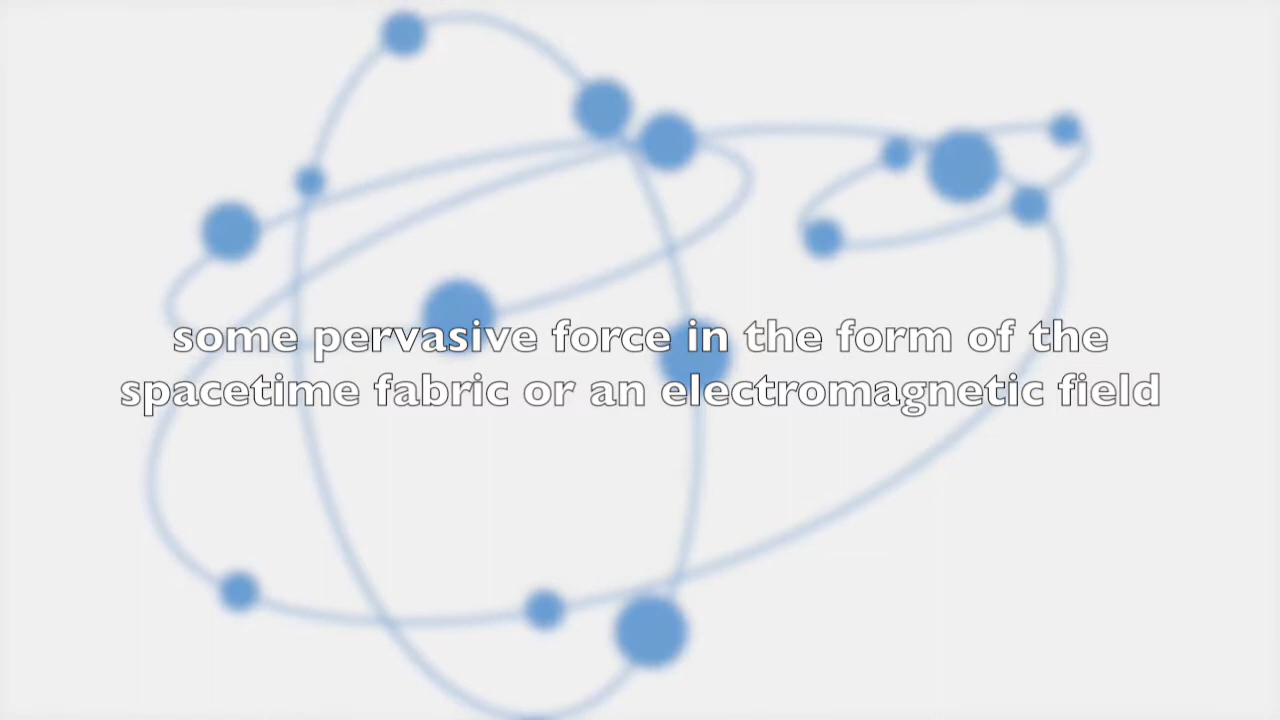 some pervasive force in the form of the
spacetime fabric or an electromagnetic field